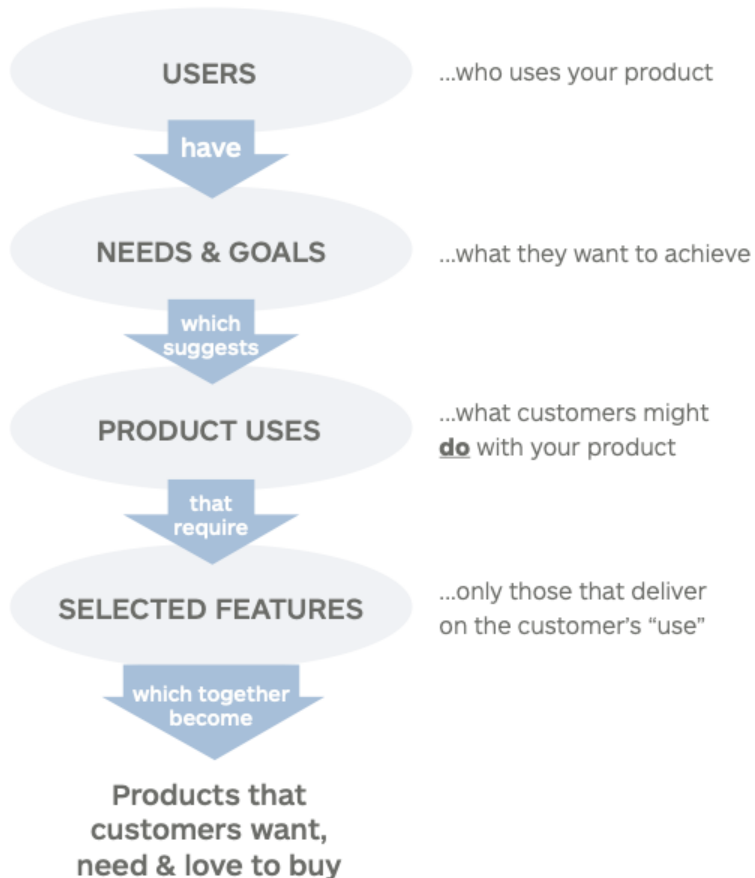 USERS
...who uses your product
have
NEEDS & GOALS
...what they want to achieve
which
suggests
PRODUCT USES
...what customers might
do with your product
that
require
SELECTED FEATURES
...only those that deliver
on the customer’s “use”
which together
become
Products that
customers want,
need & love to buy